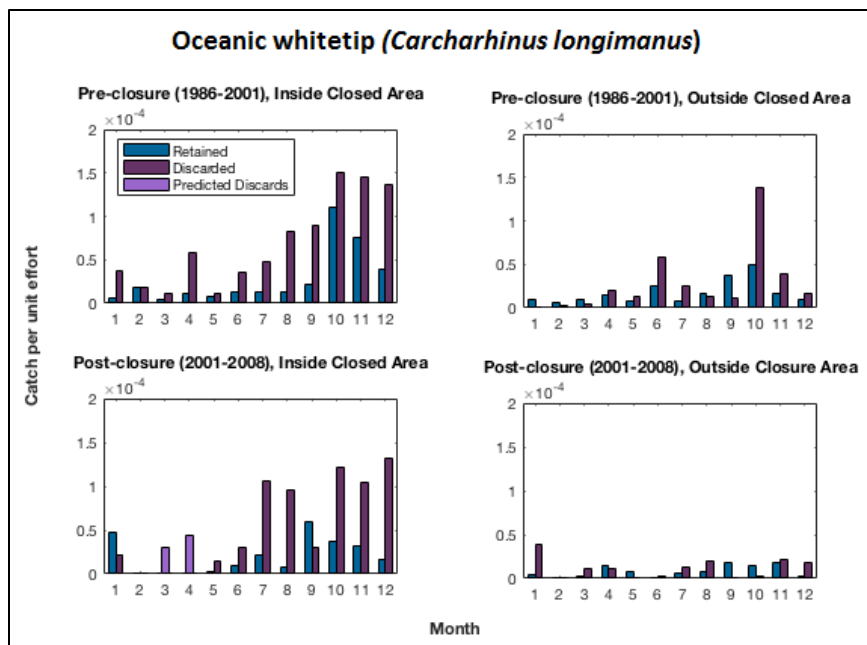 Oceanic whitetip (Carcharhinus longimanus)
Pre-closure (1986-2001), Inside Closed Area
×10⁻⁴
2
1.5
1
0.5
0
Retained
Discarded
Predicted Discards
1 2 3 4 5 6 7 8 9 10 11 12
Pre-closure (1986-2001), Outside Closed Area
×10⁻⁴
2
1.5
1
0.5
0
1 2 3 4 5 6 7 8 9 10 11 12
Catch per unit effort
Post-closure (2001-2008), Inside Closed Area
×10⁻⁴
2
1.5
1
0.5
0
1 2 3 4 5 6 7 8 9 10 11 12
Post-closure (2001-2008), Outside Closure Area
×10⁻⁴
2
1.5
1
0.5
0
1 2 3 4 5 6 7 8 9 10 11 12
Month